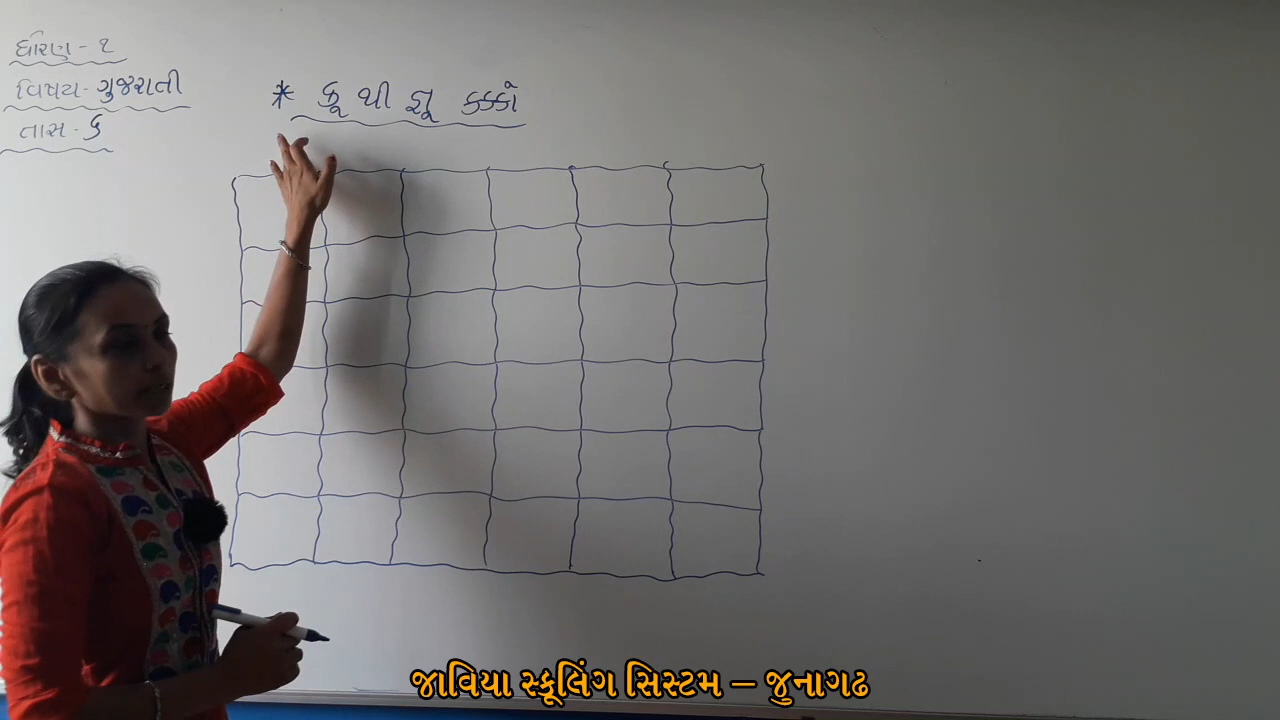 ધોરણ - ૨
વિષય - ગુજરાતી
તાસ - ૬
* કૂ થી જ્ઞૂ કક્કો
જાવિયા સ્કૂલિંગ સિસ્ટમ – જુનાગઢ